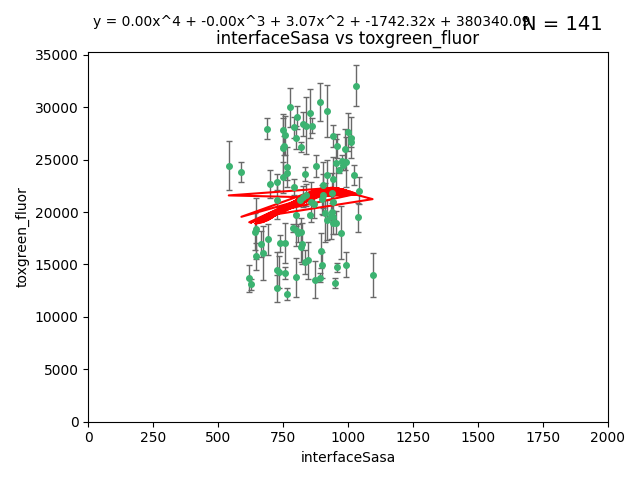 y = 0.00x^4 + -0.00x^3 + 3.07x^2 + -1742.32x + 380340.09
N = 141
interfaceSasa vs toxgreen_fluor
35000
30000
25000
20000
15000
10000
5000
0
toxgreen_fluor
0 250 500 750 1000 1250 1500 1750 2000
interfaceSasa